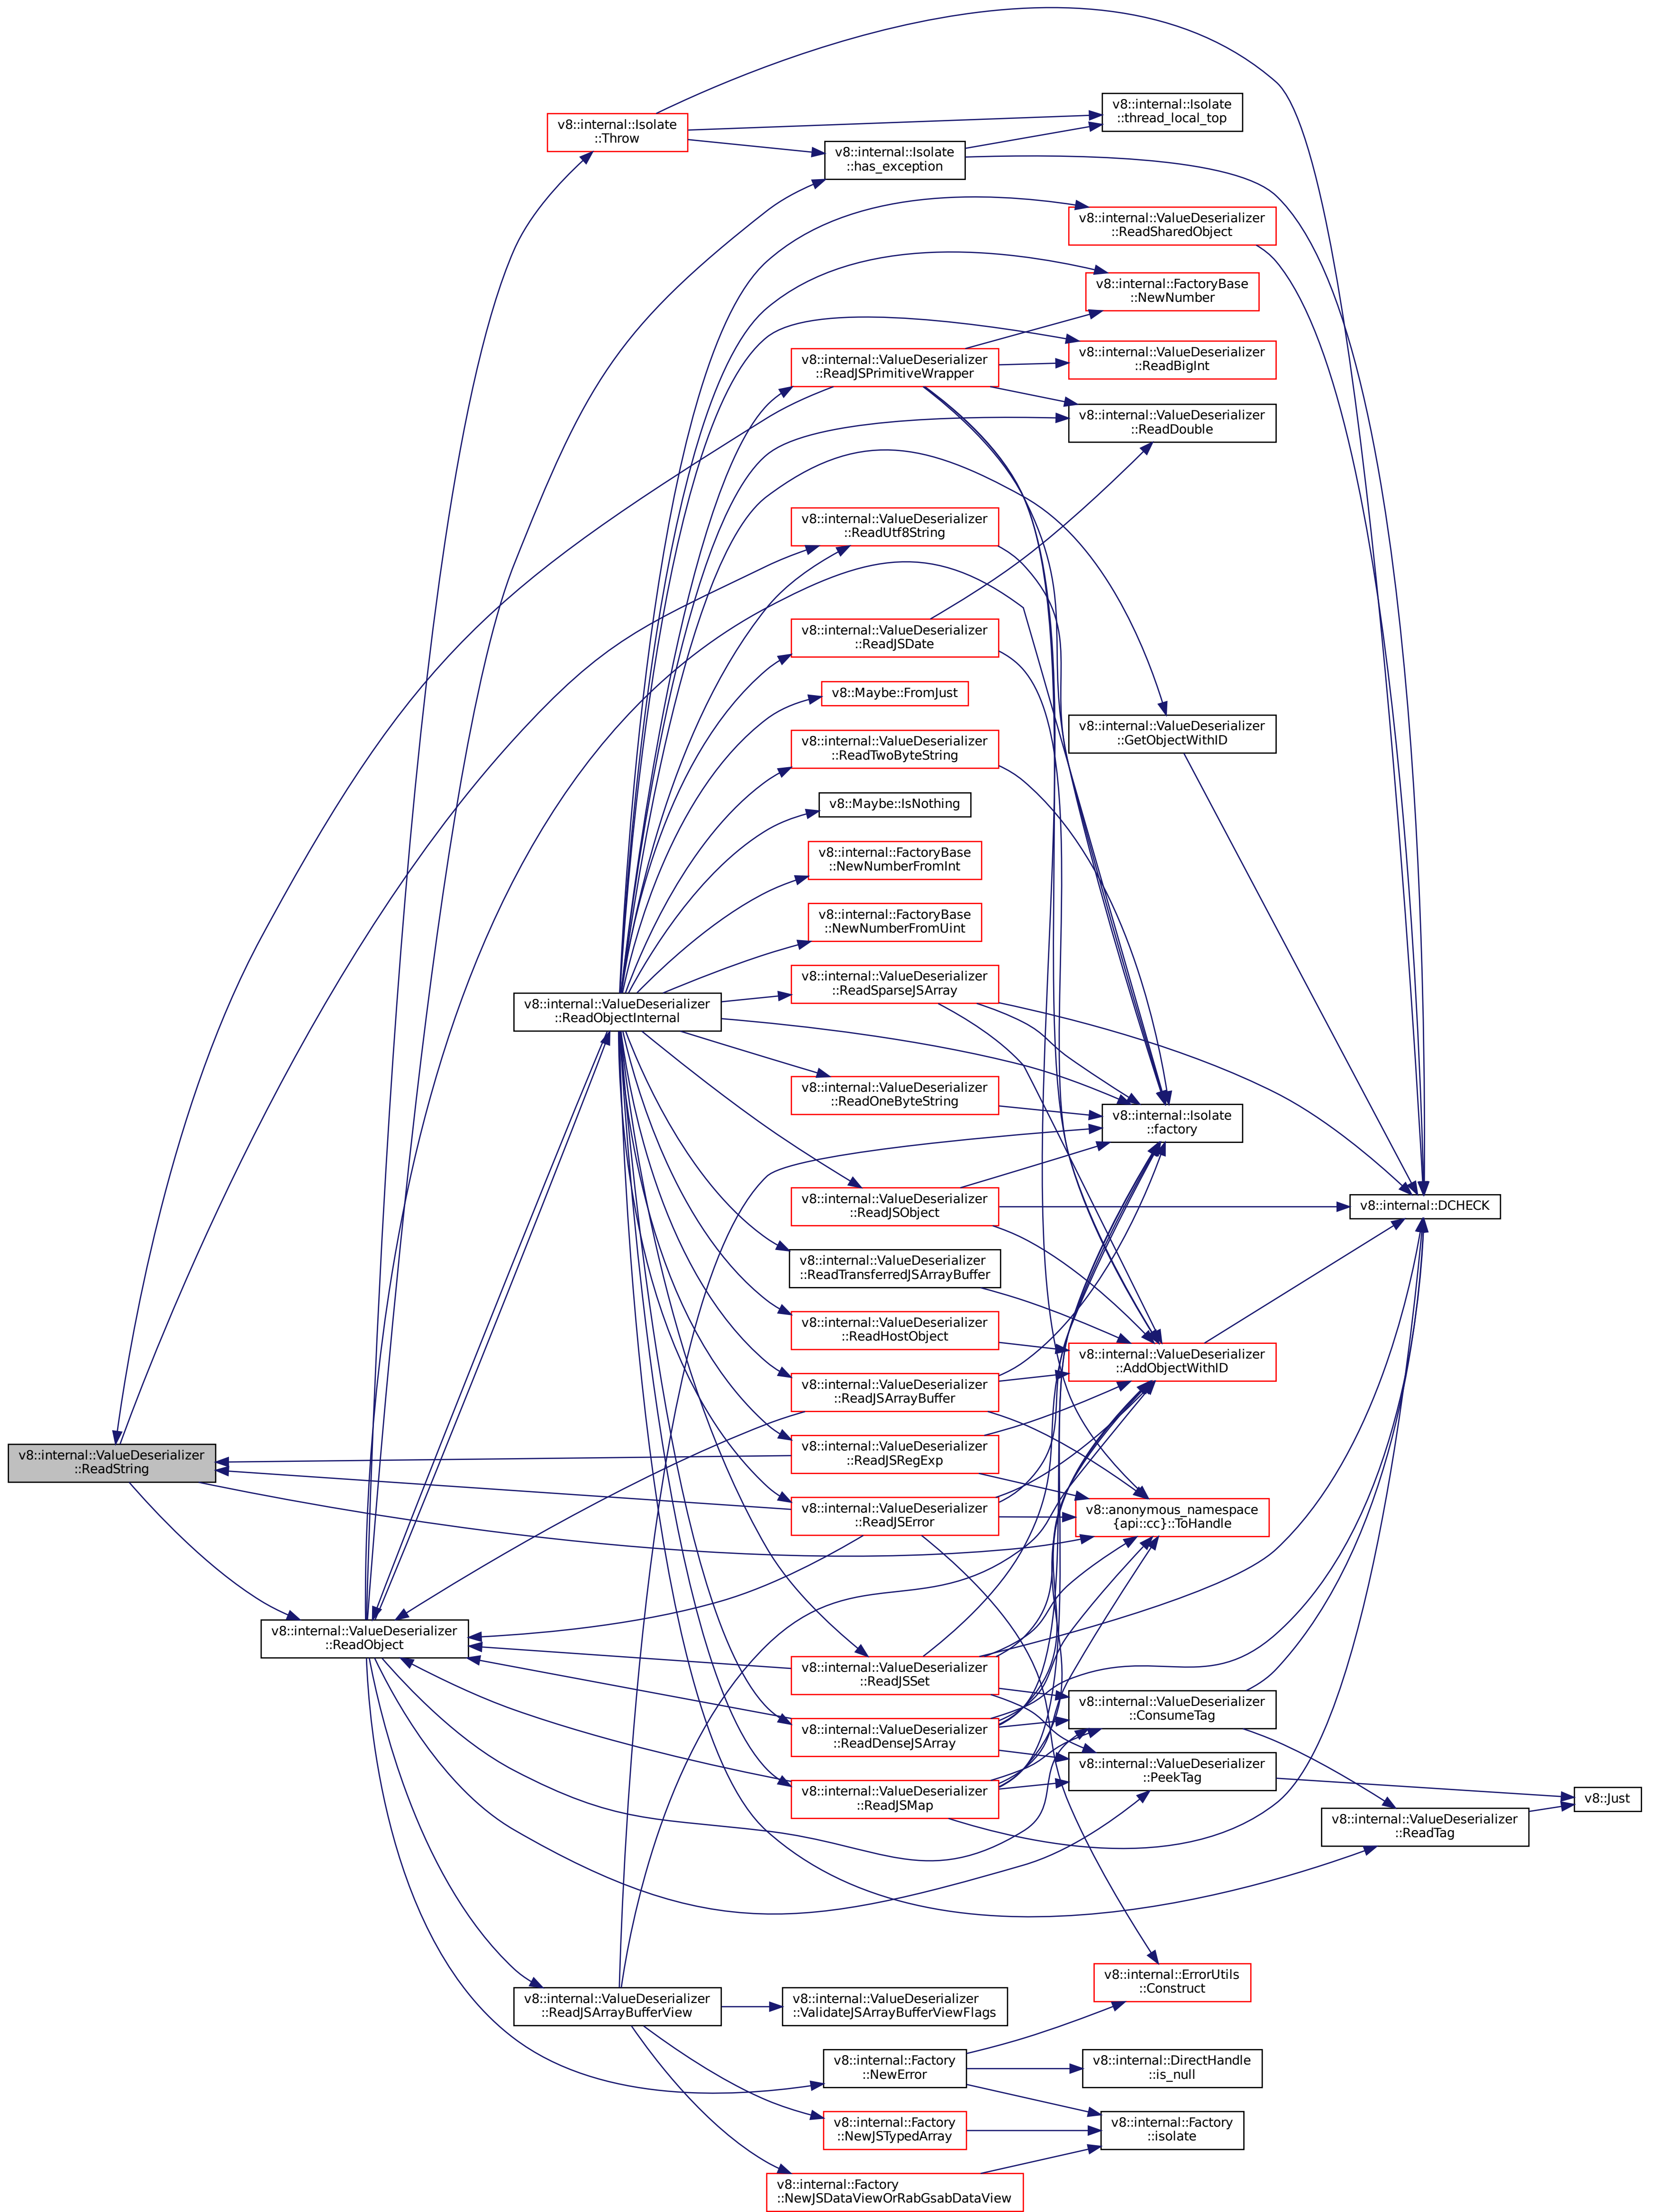 v8::internal::Isolate
::Throw
v8::internal::Isolate
::thread_local_top
v8::internal::Isolate
::has_exception
v8::internal::ValueDeserializer
::ReadSharedObject
v8::internal::FactoryBase
::NewNumber
v8::internal::ValueDeserializer
::ReadJSPrimitiveWrapper
v8::internal::ValueDeserializer
::ReadBigInt
v8::internal::ValueDeserializer
::ReadDouble
v8::internal::ValueDeserializer
::ReadUtf8String
v8::internal::ValueDeserializer
::ReadJSDate
v8::Maybe::FromJust
v8::internal::ValueDeserializer
::GetObjectWithID
v8::internal::ValueDeserializer
::ReadTwoByteString
v8::Maybe::IsNothing
v8::internal::FactoryBase
::NewNumberFromInt
v8::internal::FactoryBase
::NewNumberFromUint
v8::internal::ValueDeserializer
::ReadSparseJSArray
v8::internal::ValueDeserializer
::ReadObjectInternal
v8::internal::ValueDeserializer
::ReadOneByteString
v8::internal::Isolate
::factory
v8::internal::ValueDeserializer
::ReadJSObject
v8::internal::DCHECK
v8::internal::ValueDeserializer
::ReadTransferredJSArrayBuffer
v8::internal::ValueDeserializer
::ReadHostObject
v8::internal::ValueDeserializer
::AddObjectWithID
v8::internal::ValueDeserializer
::ReadJSArrayBuffer
v8::internal::ValueDeserializer
::ReadString
v8::internal::ValueDeserializer
::ReadJSRegExp
v8::internal::ValueDeserializer
::ReadJSError
v8::anonymous_namespace
{api::cc}::ToHandle
v8::internal::ValueDeserializer
::ReadObject
v8::internal::ValueDeserializer
::ReadJSSet
v8::internal::ValueDeserializer
::ConsumeTag
v8::internal::ValueDeserializer
::ReadDenseJSArray
v8::internal::ValueDeserializer
::PeekTag
v8::internal::ValueDeserializer
::ReadJSMap
v8::Just
v8::internal::ValueDeserializer
::ReadTag
v8::internal::ErrorUtils
::Construct
v8::internal::ValueDeserializer
::ReadJSArrayBufferView
v8::internal::ValueDeserializer
::ValidateJSArrayBufferViewFlags
v8::internal::Factory
::NewError
v8::internal::DirectHandle
::is_null
v8::internal::Factory
::NewJSTypedArray
v8::internal::Factory
::isolate
v8::internal::Factory
::NewJSDataViewOrRabGsabDataView